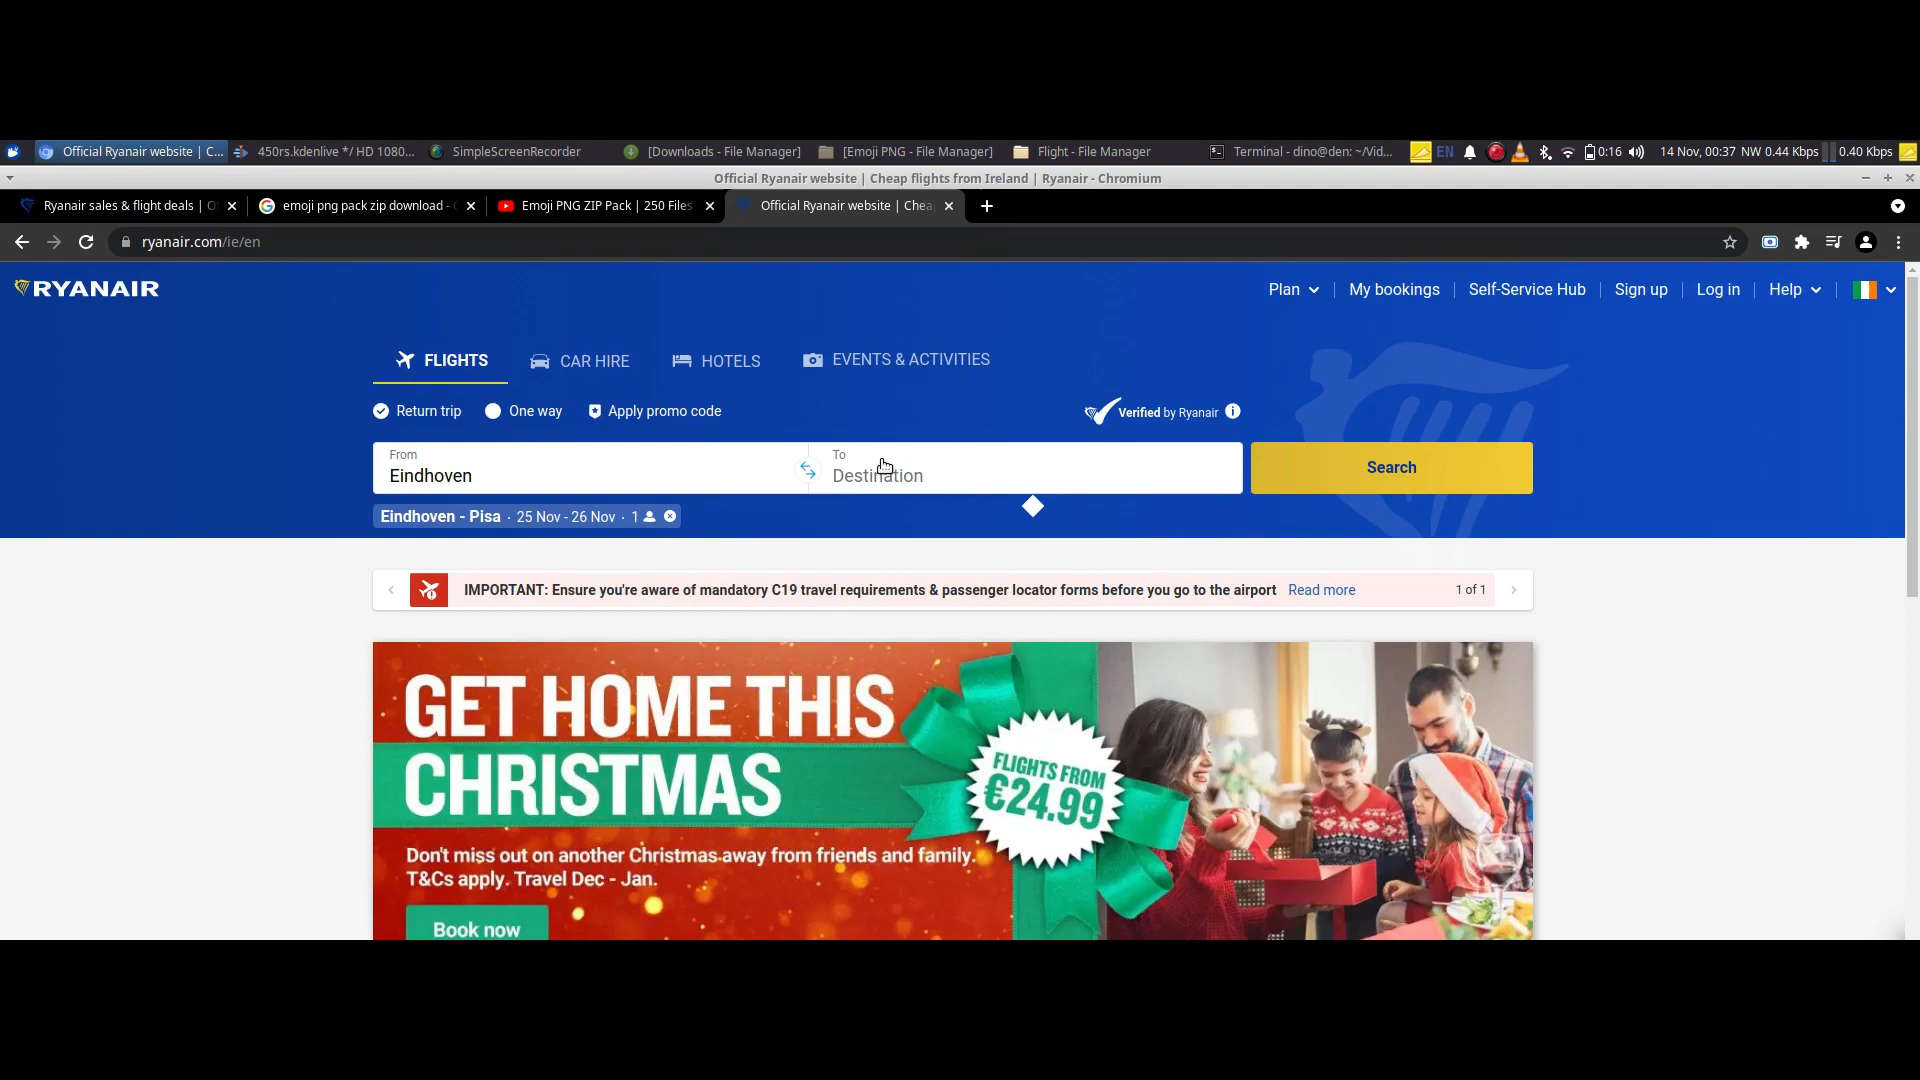 Official Ryanair website | C...
450rs.kdenlive */ HD 1080...
SimpleScreenRecorder
[Downloads - File Manager]
[Emoji PNG - File Manager]
Flight - File Manager
Terminal - dino@den: ~/Vid...
EN
0:16
14 Nov, 00:37 NW 0.44 Kbps
0.40 Kbps
Official Ryanair website | Cheap flights from Ireland | Ryanair - Chromium
Ryanair sales & flight deals | O
emoji png pack zip download -
Emoji PNG ZIP Pack | 250 Files
Official Ryanair website | Chea
ryanair.com/ie/en
RYANAIR
Plan
My bookings
Self-Service Hub
Sign up
Log in
Help
FLIGHTS
CAR HIRE
HOTELS
EVENTS & ACTIVITIES
Return trip
One way
Apply promo code
Verified by Ryanair
From
Eindhoven
To
Destination
Search
Eindhoven - Pisa · 25 Nov - 26 Nov · 1
IMPORTANT: Ensure you're aware of mandatory C19 travel requirements & passenger locator forms before you go to the airport Read more
1 of 1
GET HOME THIS
CHRISTMAS
FLIGHTS FROM
€24.99
Don't miss out on another Christmas away from friends and family.
T&Cs apply. Travel Dec - Jan.
Book now